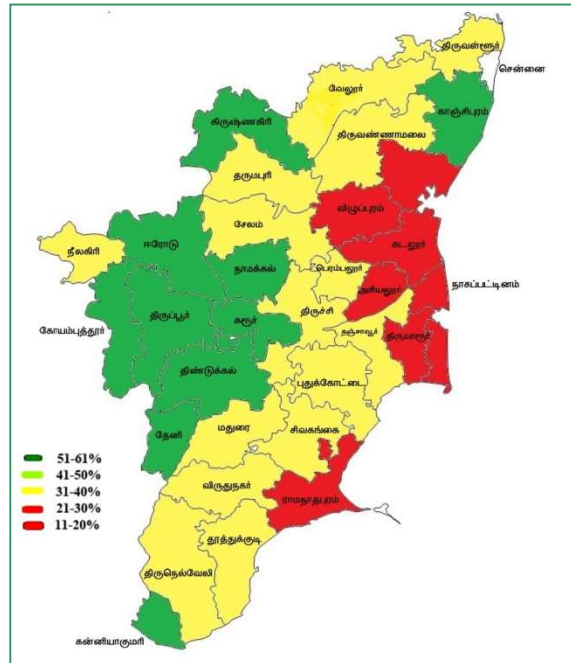 திருவள்ளூர்
சென்னை
வேலூர்
காஞ்சிபுரம்
கிருஷ்ணகிரி
திருவண்ணாமலை
தருமபுரி
விழுப்புரம்
சேலம்
ஈரோடு
கடலூர்
நீலகிரி
நாமக்கல்
பெரம்பலூர்
அரியலூர்
நாகப்பட்டினம்
திருப்பூர்
கரூர்
திருச்சி
கோயம்புத்தூர்
தஞ்சாவூர்
திருவாரூர்
திண்டுக்கல்
புதுக்கோட்டை
தேனி
மதுரை
சிவகங்கை
51-61%
41-50%
31-40%
21-30%
11-20%
விருதுநகர்
ராமநாதபுரம்
தூத்துக்குடி
திருநெல்வேலி
கன்னியாகுமரி